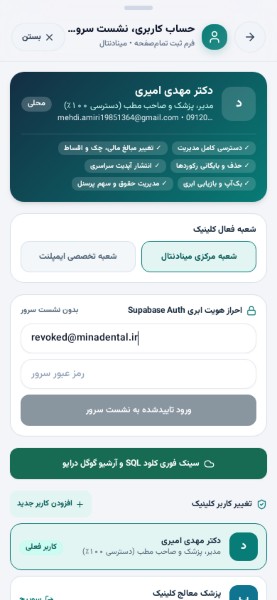 حساب کاربری، نشست سرو...
فرم ثبت تمام‌صفحه • مینادنتال
بستن
دکتر مهدی امیری
مدیر، پزشک و صاحب مطب (دسترسی ۱۰۰٪)
mehdi.amiri19851364@gmail.com • 09120...
محلی
د
✓ دسترسی کامل مدیریت
✓ تغییر مبالغ مالی، چک و اقساط
✓ حذف و بایگانی رکوردها
✓ انتشار آپدیت سراسری
✓ بک‌آپ و بازیابی ابری
✓ مدیریت حقوق و سهم پرسنل
شعبه فعال کلینیک
شعبه مرکزی مینادنتال
شعبه تخصصی ایمپلنت
احراز هویت ابری Supabase Auth
بدون نشست سرور
revoked@minadental.ir
رمز عبور سرور
ورود تاییدشده به نشست سرور
سینک فوری کلود SQL و آرشیو گوگل درایو
تغییر کاربر کلینیک
+ افزودن کاربر جدید
د
دکتر مهدی امیری
مدیر، پزشک و صاحب مطب (دسترسی ۱۰۰٪)
کاربر فعلی
پزشک معالج کلینیک